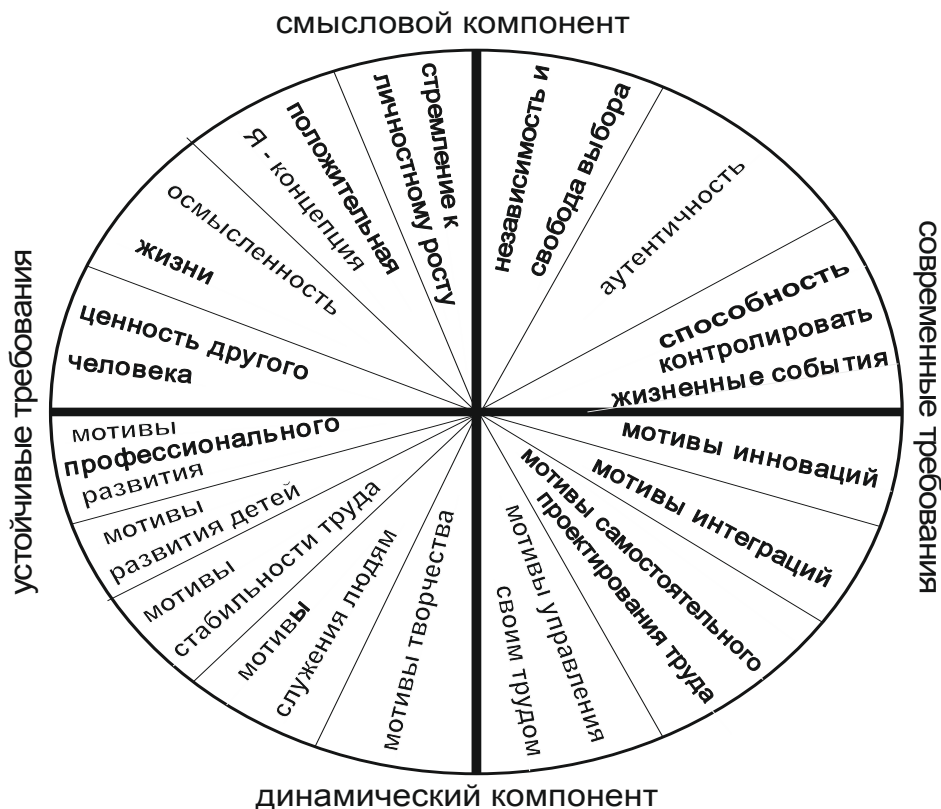 смысловой компонент
стремление к
личностному росту
положительная
Я - концепция
осмысленность
жизни
ценность другого
человека
независимость и
свобода выбора
аутентичность
способность
контролировать
жизненные события
устойчивые требования
современные требования
мотивы
профессионального
развития
мотивы
развития детей
мотивы
стабильности труда
мотивы
служения людям
мотивы творчества
мотивы инноваций
мотивы интеграций
мотивы самостоятельного
проектирования труда
мотивы управления
своим трудом
динамический компонент